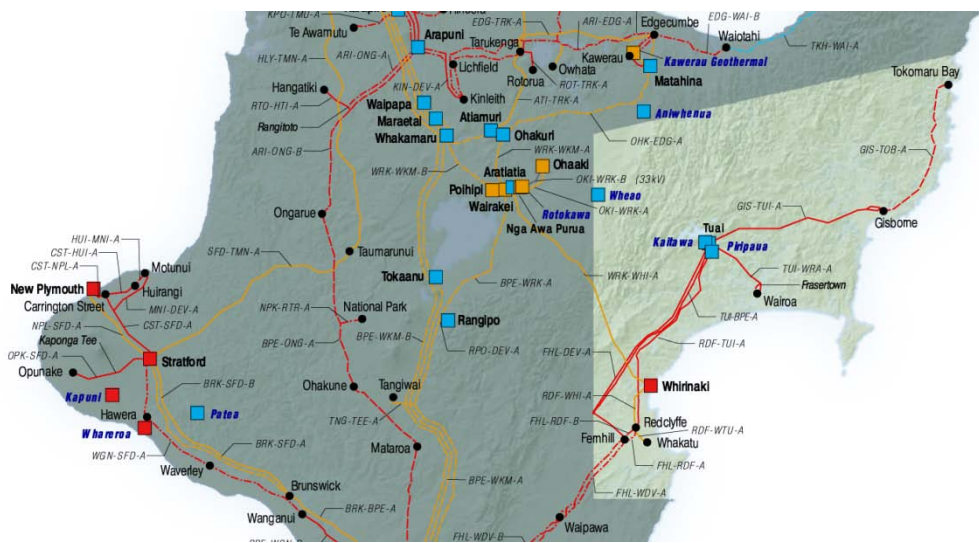 KPO-TMU-A
Te Awamutu
HLY-TMN-A
ARI-ONG-A
Arapuni
KIN-DEV-A
Lichfield
Kinleith
EDG-TRK-A
Tarukenga
Rotorua
Owhata
ROT-TRK-A
ATI-TRK-A
ARI-EDG-A
Edgecumbe
EDG-WAI-B
Waiotahi
TKH-WAI-A
Kawerau
Kawerau Geothermal
Matahina
Tokomaru Bay
Hangatiki
RTO-HTI-A
Rangitoto
Waipapa
Maraetai
Whakamaru
Atiamuri
Ohakuri
Aniwhenua
OHK-EDG-A
GIS-TOB-A
ARI-ONG-B
WRK-WKM-A
WRK-WKM-B
Aratiatia
Ohaaki
Poihipi
Wairakei
OKI-WRK-B (33kV)
Rotokawa
OKI-WRK-A
Nga Awa Purua
Wheao
GIS-TUI-A
Gisborne
Ongarue
Taumarunui
SFD-TMN-A
Tuai
Kaitawa
Piripaua
HUI-MNI-A
CST-HUI-A
CST-NPL-A
Motunui
Huirangi
New Plymouth
Carrington Street
MNI-DEV-A
CST-SFD-A
NPL-SFD-A
Kaponga Tee
OPK-SFD-A
Opunake
Stratford
Tokaanu
BPE-WRK-A
WRK-WHI-A
TUI-WRA-A
Frasertown
Wairoa
TUI-BPE-A
RDF-TUI-A
NPK-RTR-A
National Park
BPE-ONG-A
BPE-WKM-B
Rangipo
RPO-DEV-A
FHL-DEV-A
Kapuni
Hawera
Whareroa
BRK-SFD-B
Patea
Ohakune
Tangiwai
TNG-TEE-A
Whirinaki
RDF-WHI-A
FHL-RDF-B
Redclyffe
RDF-WTU-A
Fernhill
Whakatu
FHL-RDF-A
WGN-SFD-A
Waverley
BRK-SFD-A
Mataroa
BPE-WKM-A
Brunswick
Wanganui
BRK-BPE-A
FHL-WDV-A
Waipawa
FHL-WDV-B